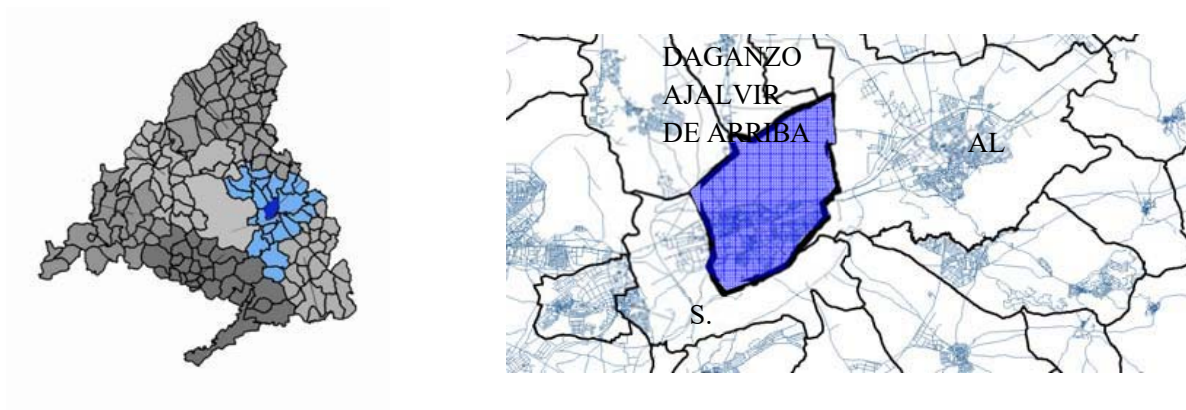 DAGANZO
AJALVIR
DE ARRIBA
AL
S.